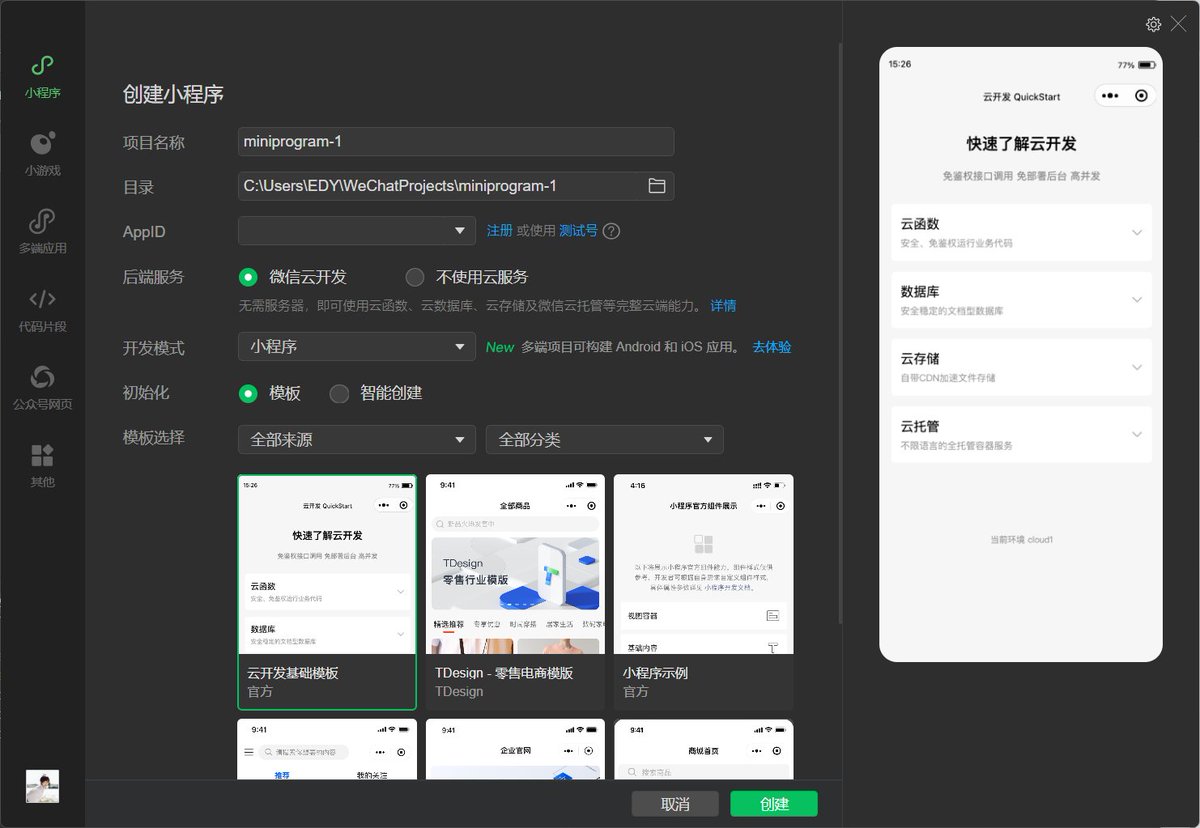 小程序
小游戏
多端应用
代码片段
公众号网页
其他
创建小程序
项目名称
miniprogram-1
目录
C:\Users\EDY\WeChatProjects\miniprogram-1
AppID
注册 或使用 测试号 ?
后端服务
微信云开发
不使用云服务
无需服务器，即可使用云函数、云数据库、云存储及微信云托管等完整云端能力。 详情
开发模式
小程序
New 多端项目可构建 Android 和 iOS 应用。 去体验
初始化
模板
智能创建
模板选择
全部来源
全部分类
15:26
77%
云开发 QuickStart
快速了解云开发
免鉴权接口调用 免部署后台 高并发
云函数
安全、免鉴权运行业务代码
数据库
安全稳定的文档型数据库
云开发基础模板
官方
9:41
全部商品
TDesign
零售行业模版
精选推荐
TDesign - 零售电商模版
TDesign
4:16
小程序官方组件展示
视图容器
基础内容
小程序示例
官方
9:41
推荐
我的关注
9:41
企业官网
9:41
商城首页
搜索商品
取消
创建
15:26
77%
云开发 QuickStart
快速了解云开发
免鉴权接口调用 免部署后台 高并发
云函数
安全、免鉴权运行业务代码
数据库
安全稳定的文档型数据库
云存储
自带CDN加速文件存储
云托管
不限语言的全托管容器服务
当前环境 cloud1